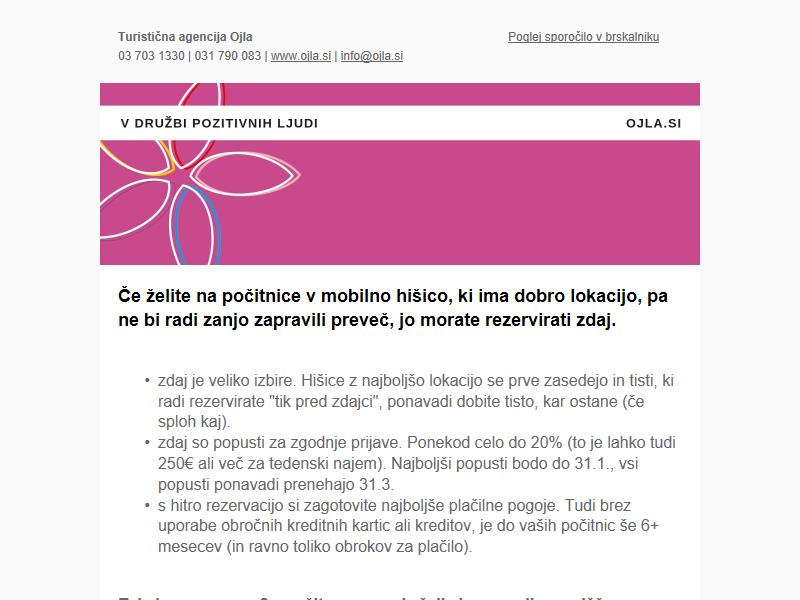 Turistična agencija Ojla
Poglej sporočilo v brskalniku
03 703 1330 | 031 790 083 | www.ojla.si | info@ojla.si
V DRUŽBI POZITIVNIH LJUDI
OJLA.SI
Če želite na počitnice v mobilno hišico, ki ima dobro lokacijo, pa
ne bi radi zanjo zapravili preveč, jo morate rezervirati zdaj.
• zdaj je veliko izbire. Hišice z najboljšo lokacijo se prve zasedejo in tisti, ki
radi rezervirate "tik pred zdajci", ponavadi dobite tisto, kar ostane (če
sploh kaj).
• zdaj so popusti za zgodnje prijave. Ponekod celo do 20% (to je lahko tudi
250€ ali več za tedenski najem). Najboljši popusti bodo do 31.1., vsi
popusti ponavadi prenehajo 31.3.
• s hitro rezervacijo si zagotovite najboljše plačilne pogoje. Tudi brez
uporabe obročnih kreditnih kartic ali kreditov, je do vaših počitnic še 6+
mesecev (in ravno toliko obrokov za plačilo).